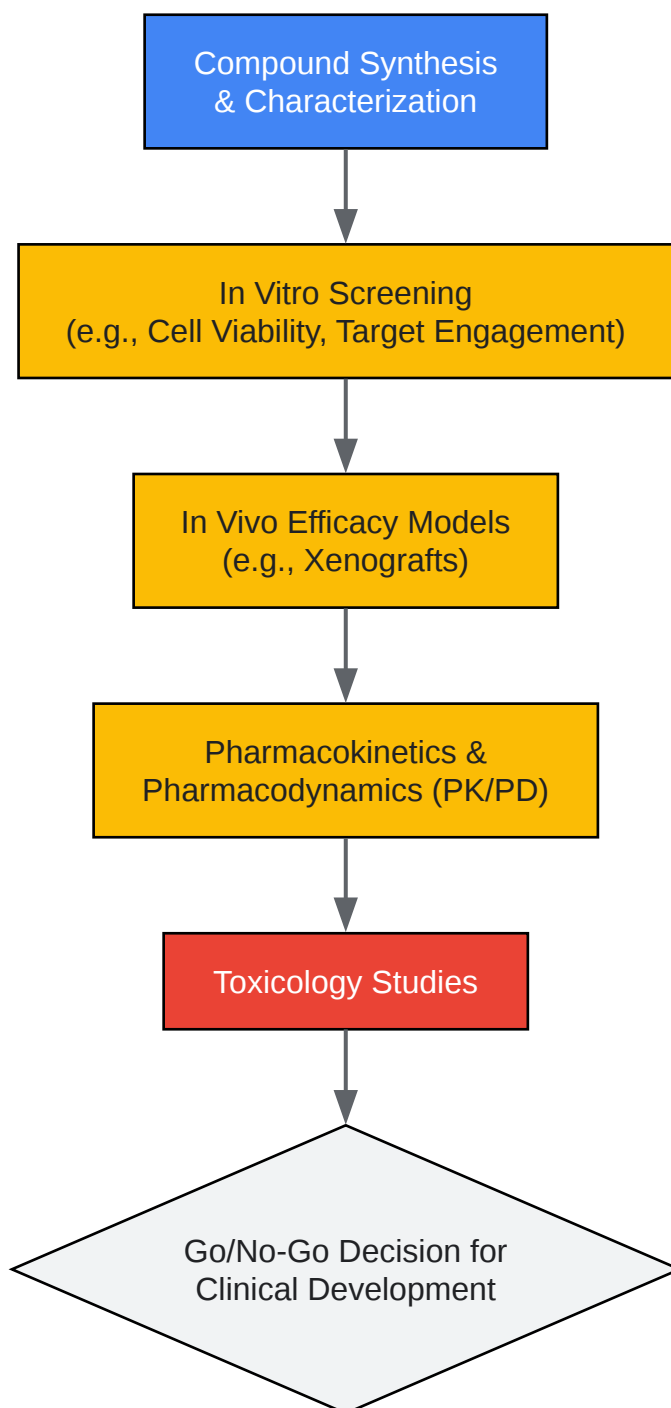 Compound Synthesis
& Characterization
In Vitro Screening
(e.g., Cell Viability, Target Engagement)
In Vivo Efficacy Models
(e.g., Xenografts)
Pharmacokinetics &
Pharmacodynamics (PK/PD)
Toxicology Studies
Go/No-Go Decision for
Clinical Development